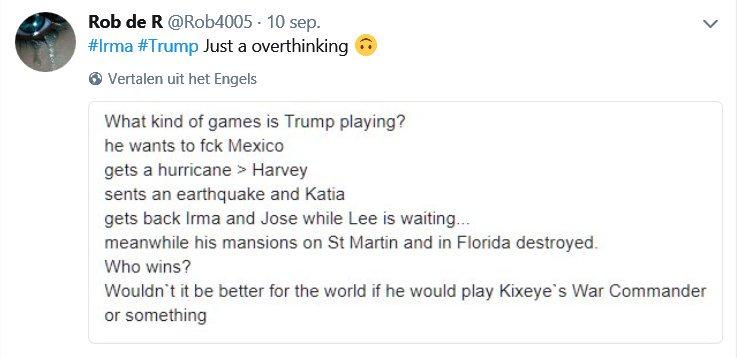 Rob de R @Rob4005 · 10 sep.
#Irma #Trump Just a overthinking 🙃
Vertalen uit het Engels
What kind of games is Trump playing?
he wants to fck Mexico
gets a hurricane > Harvey
sents an earthquake and Katia
gets back Irma and Jose while Lee is waiting...
meanwhile his mansions on St Martin and in Florida destroyed.
Who wins?
Wouldn`t it be better for the world if he would play Kixeye`s War Commander
or something